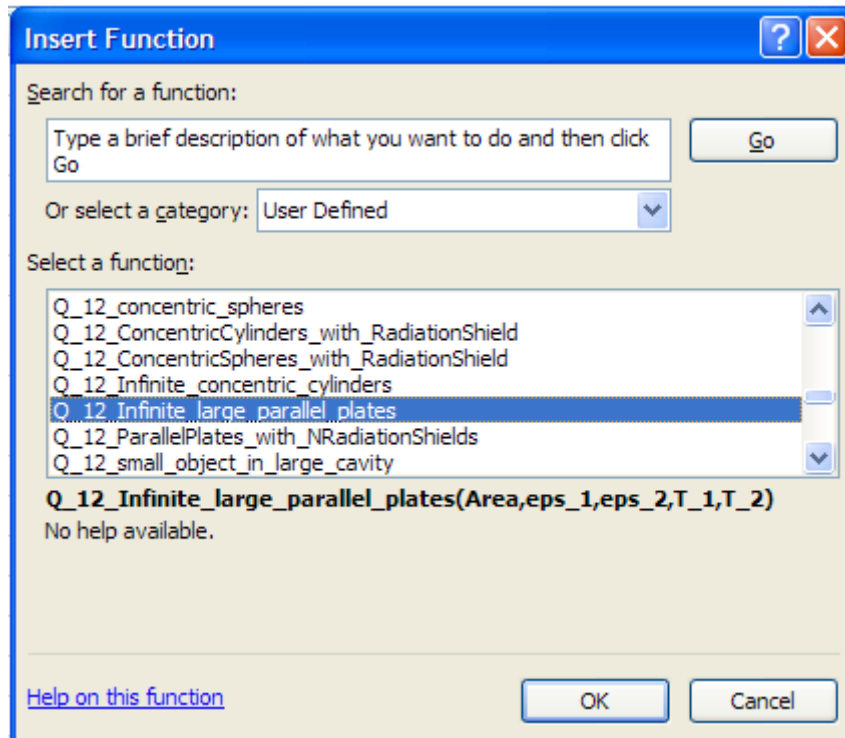 Insert Function
Search for a function:
Type a brief description of what you want to do and then click
Go
Go
Or select a category: User Defined
Select a function:
Q_12_concentric_spheres
Q_12_ConcentricCylinders_with_RadiationShield
Q_12_ConcentricSpheres_with_RadiationShield
Q_12_Infinite_concentric_cylinders
Q_12_Infinite_large_parallel_plates
Q_12_ParallelPlates_with_NRadiationShields
Q_12_small_object_in_large_cavity
Q_12_Infinite_large_parallel_plates(Area,eps_1,eps_2,T_1,T_2)
No help available.
Help on this function
OK
Cancel